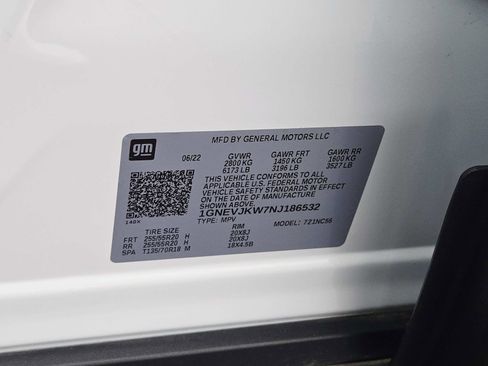 gm
MFD BY GENERAL MOTORS LLC
06/22 GVWR GAWR FRT GAWR RR
2800 KG 1450 KG 1600 KG
6173 LB 3196 LB 3527 LB
THIS VEHICLE CONFORMS TO ALL
APPLICABLE U.S. FEDERAL MOTOR
VEHICLE SAFETY STANDARDS IN EFFECT
ON THE DATE OF MANUFACTURE
SHOWN ABOVE.
1GNEVJKW7NJ186532
TYPE: MPV MODEL: 721NC56
140X
TIRE SIZE RIM
FRT 255/55R20 H 20X8J
RR 255/55R20 H 20X8J
SPA T135/70R18 M 18X4.5B